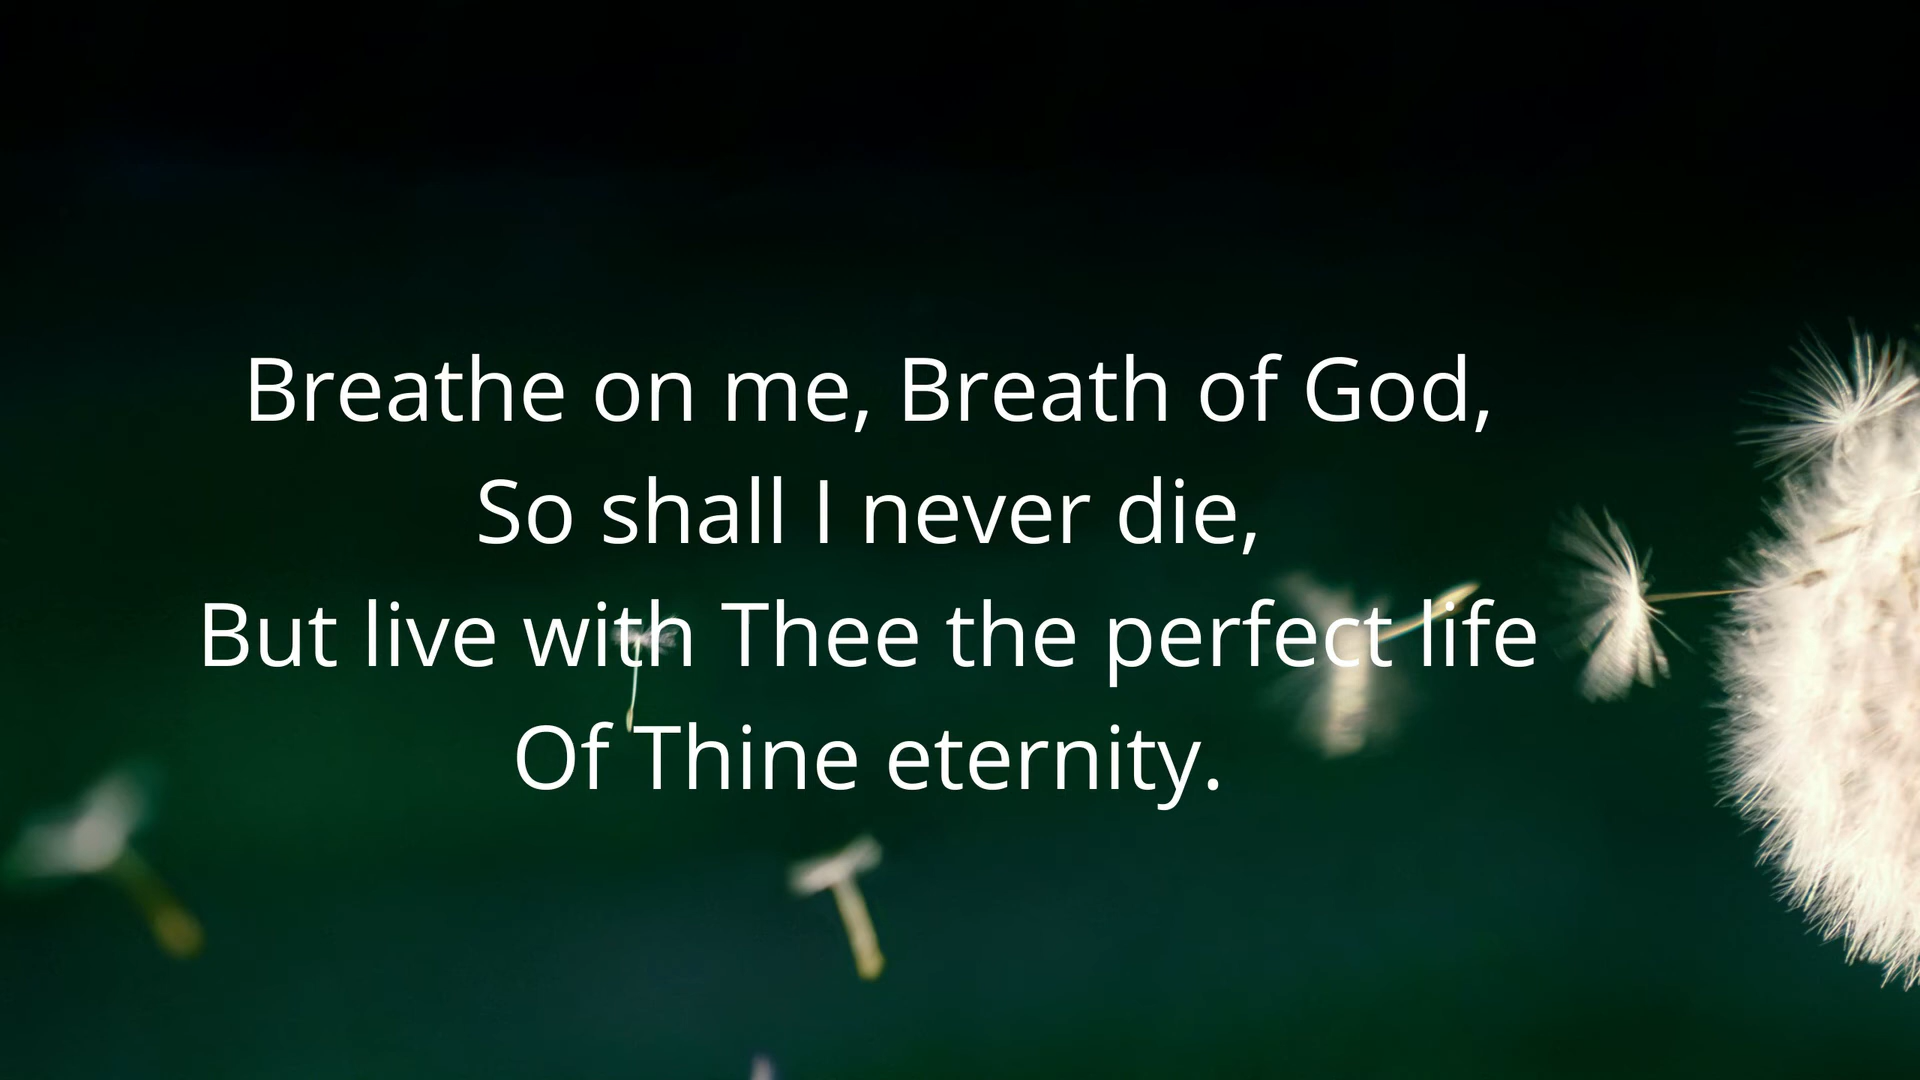 Breathe on me, Breath of God,
So shall I never die,
But live with Thee the perfect life
Of Thine eternity.